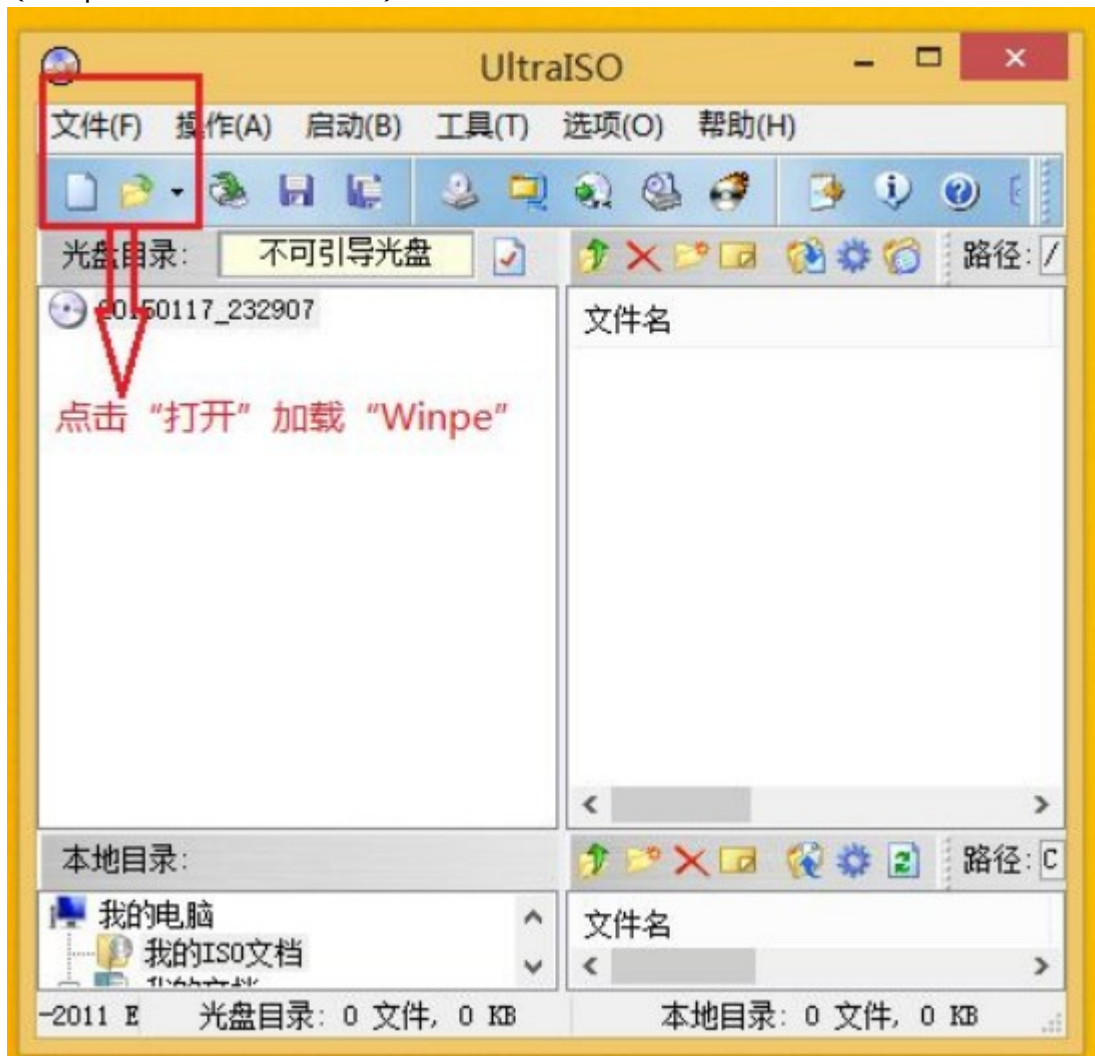 UltraISO
文件(F) 操作(A) 启动(B) 工具(T) 选项(O) 帮助(H)
光盘目录: 不可引导光盘 路径: /
20150117_232907
文件名
点击“打开”加载“Winpe”
本地目录: 路径: C
我的电脑
文件名
我的ISO文档
-2011 E 光盘目录: 0 文件, 0 KB 本地目录: 0 文件, 0 KB